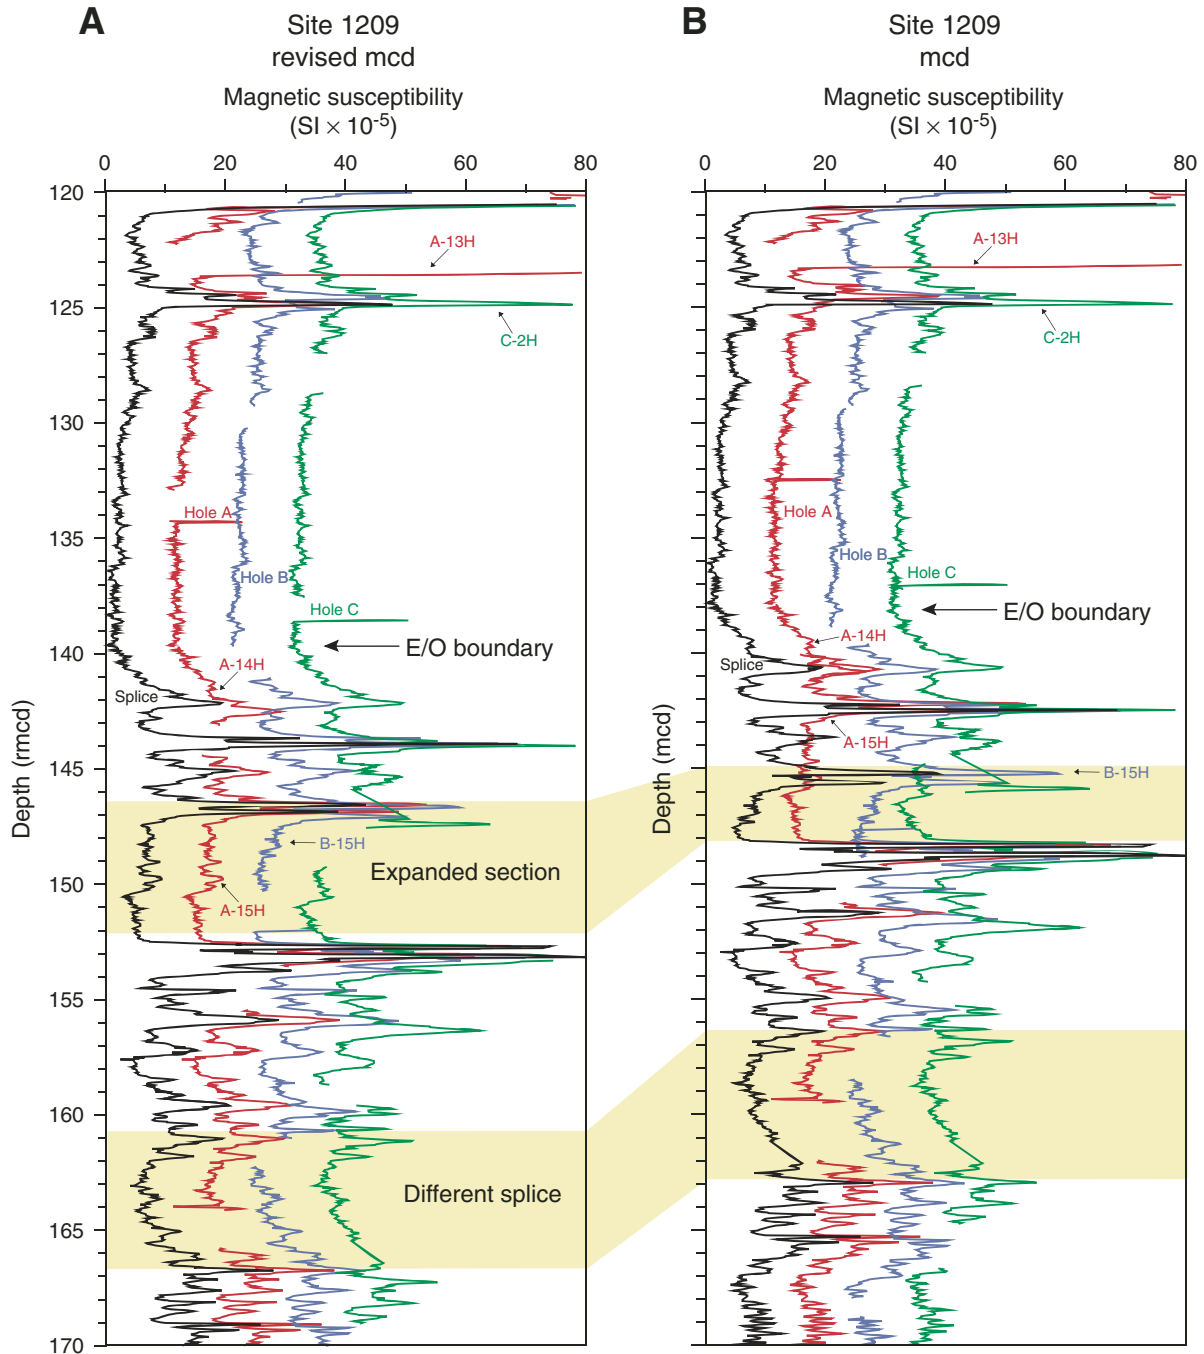 A
Site 1209
revised mcd
Magnetic susceptibility
(SI × 10-5)
0 20 40 60 80
120
125
130
135
140
145
150
155
160
165
170
Depth (rmcd)
A-13H
C-2H
Hole A
Hole B
Hole C
E/O boundary
A-14H
Splice
B-15H
Expanded section
A-15H
Different splice
B
Site 1209
mcd
Magnetic susceptibility
(SI × 10-5)
0 20 40 60 80
Depth (mcd)
A-13H
C-2H
Hole A
Hole B
Hole C
E/O boundary
A-14H
Splice
A-15H
B-15H